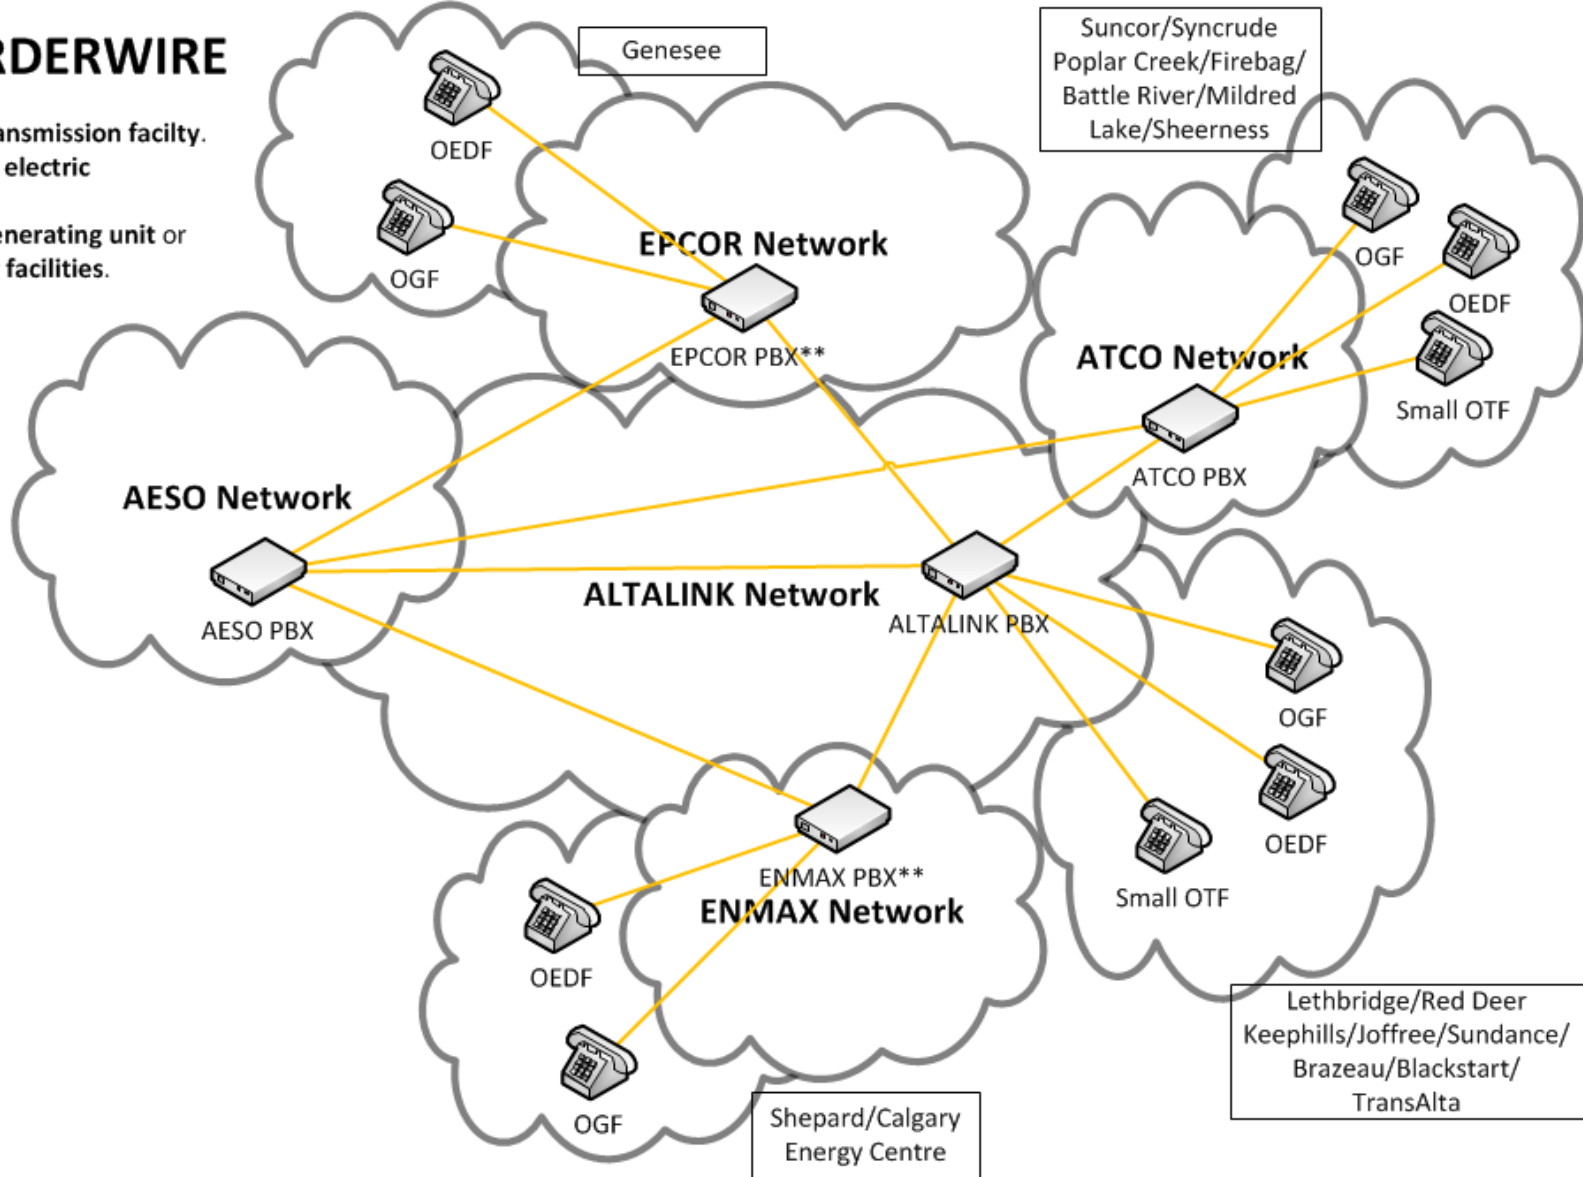 RDERWIRE
ansmission facilty.
electric
enerating unit or
facilities.
Genesee
Suncor/Syncrude
Poplar Creek/Firebag/
Battle River/Mildred
Lake/Sheerness
OEDF
OGF
EPCOR Network
EPCOR PBX**
OGF
OEDF
Small OTF
ATCO Network
ATCO PBX
AESO Network
AESO PBX
ALTALINK Network
ALTALINK PBX
OGF
OEDF
Small OTF
ENMAX PBX**
ENMAX Network
OEDF
OGF
Lethbridge/Red Deer
Keephills/Joffree/Sundance/
Brazeau/Blackstart/
TransAlta
Shepard/Calgary
Energy Centre